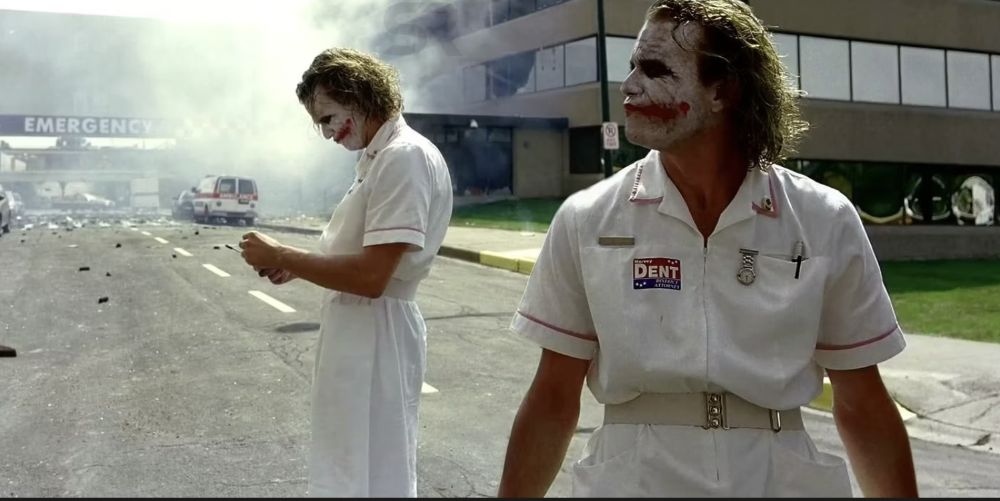 EMERGENCY
Harvey
DENT
DISTRICT
ATTORNEY